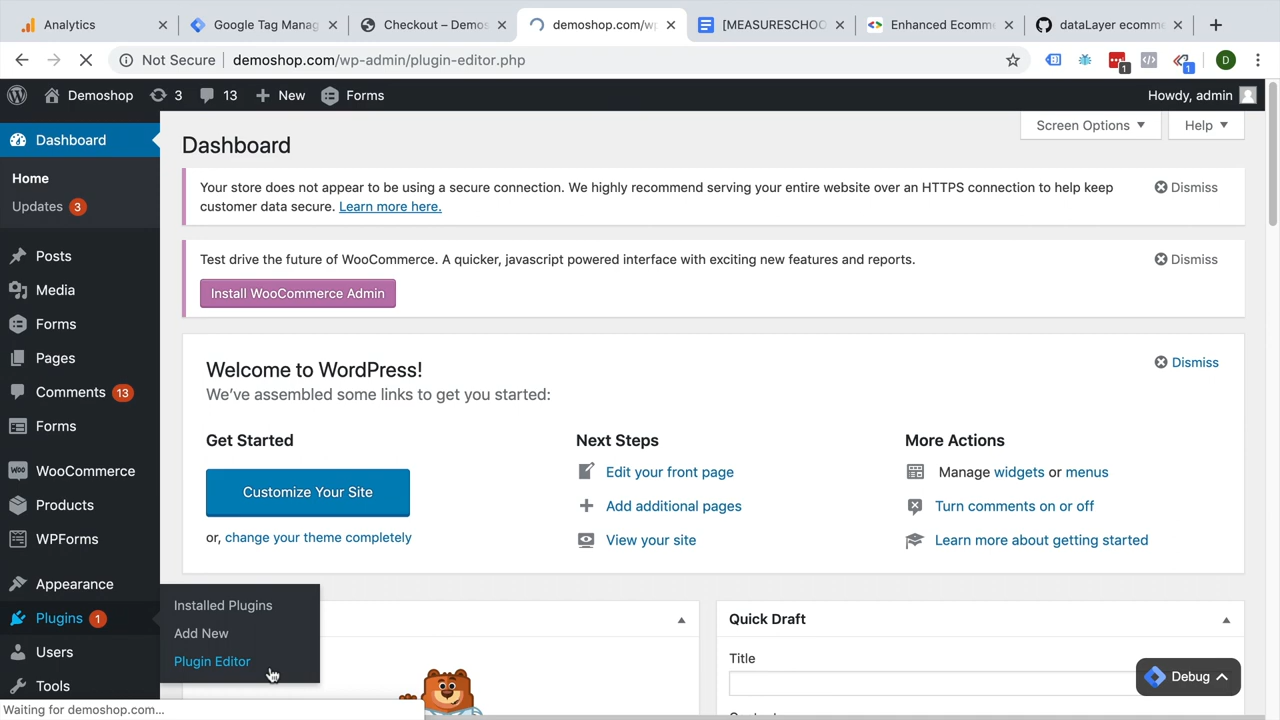 Analytics
Google Tag Manag
Checkout – Demos
demoshop.com/wp
[MEASURESCHOO
Enhanced Ecomme
dataLayer ecomme
Not Secure
demoshop.com/wp-admin/plugin-editor.php
1
1
D
Demoshop
3
13
New
Forms
Howdy, admin
Dashboard
Home
Updates 3
Posts
Media
Forms
Pages
Comments 13
Forms
WooCommerce
Products
WPForms
Appearance
Plugins 1
Users
Tools
Installed Plugins
Add New
Plugin Editor
Waiting for demoshop.com...
Screen Options
Help
Dashboard
Your store does not appear to be using a secure connection. We highly recommend serving your entire website over an HTTPS connection to help keep
customer data secure. Learn more here.
Dismiss
Test drive the future of WooCommerce. A quicker, javascript powered interface with exciting new features and reports.
Dismiss
Install WooCommerce Admin
Welcome to WordPress!
We've assembled some links to get you started:
Dismiss
Get Started
Customize Your Site
or, change your theme completely
Next Steps
Edit your front page
Add additional pages
View your site
More Actions
Manage widgets or menus
Turn comments on or off
Learn more about getting started
Quick Draft
Title
Debug